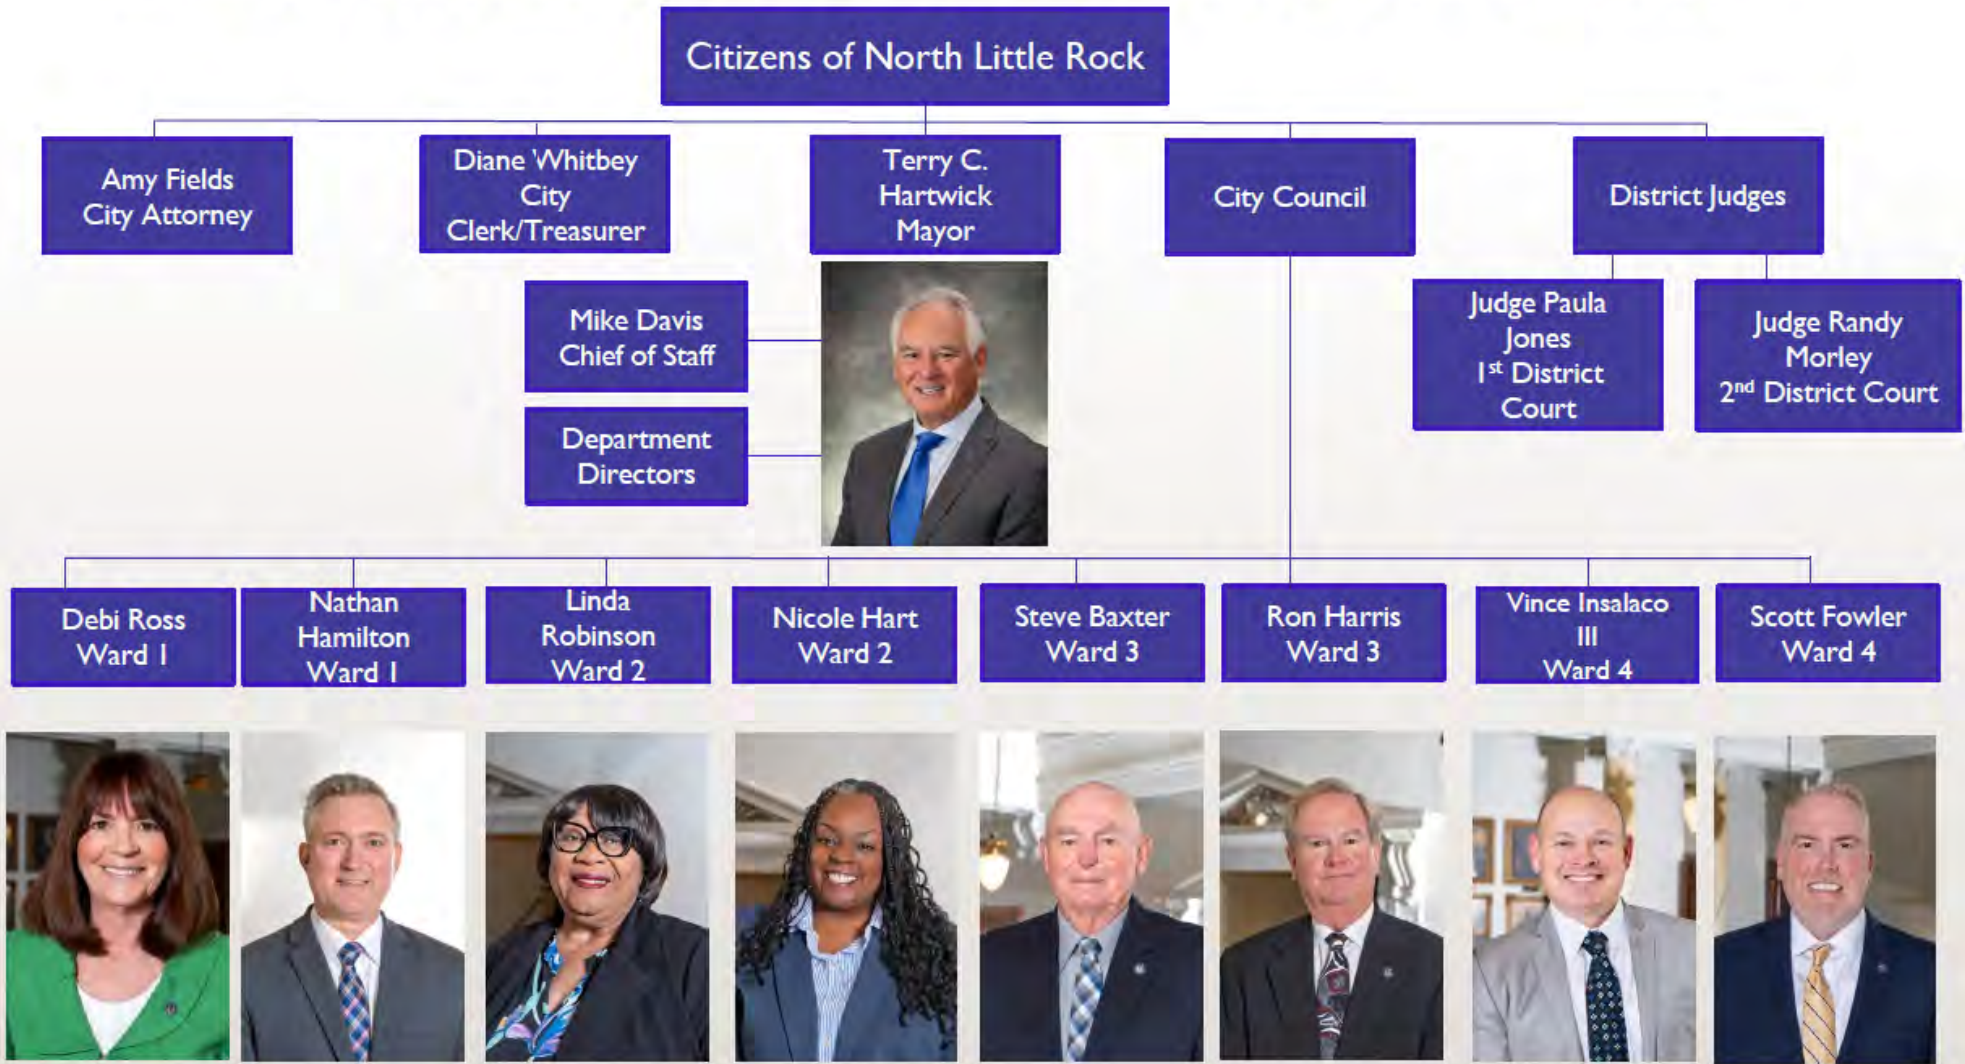 Citizens of North Little Rock
Amy Fields
City Attorney
Diane Whitbey
City
Clerk/Treasurer
Terry C.
Hartwick
Mayor
City Council
District Judges
Mike Davis
Chief of Staff
Department
Directors
Judge Paula
Jones
1st District
Court
Judge Randy
Morley
2nd District Court
Debi Ross
Ward 1
Nathan
Hamilton
Ward 1
Linda
Robinson
Ward 2
Nicole Hart
Ward 2
Steve Baxter
Ward 3
Ron Harris
Ward 3
Vince Insalaco
III
Ward 4
Scott Fowler
Ward 4